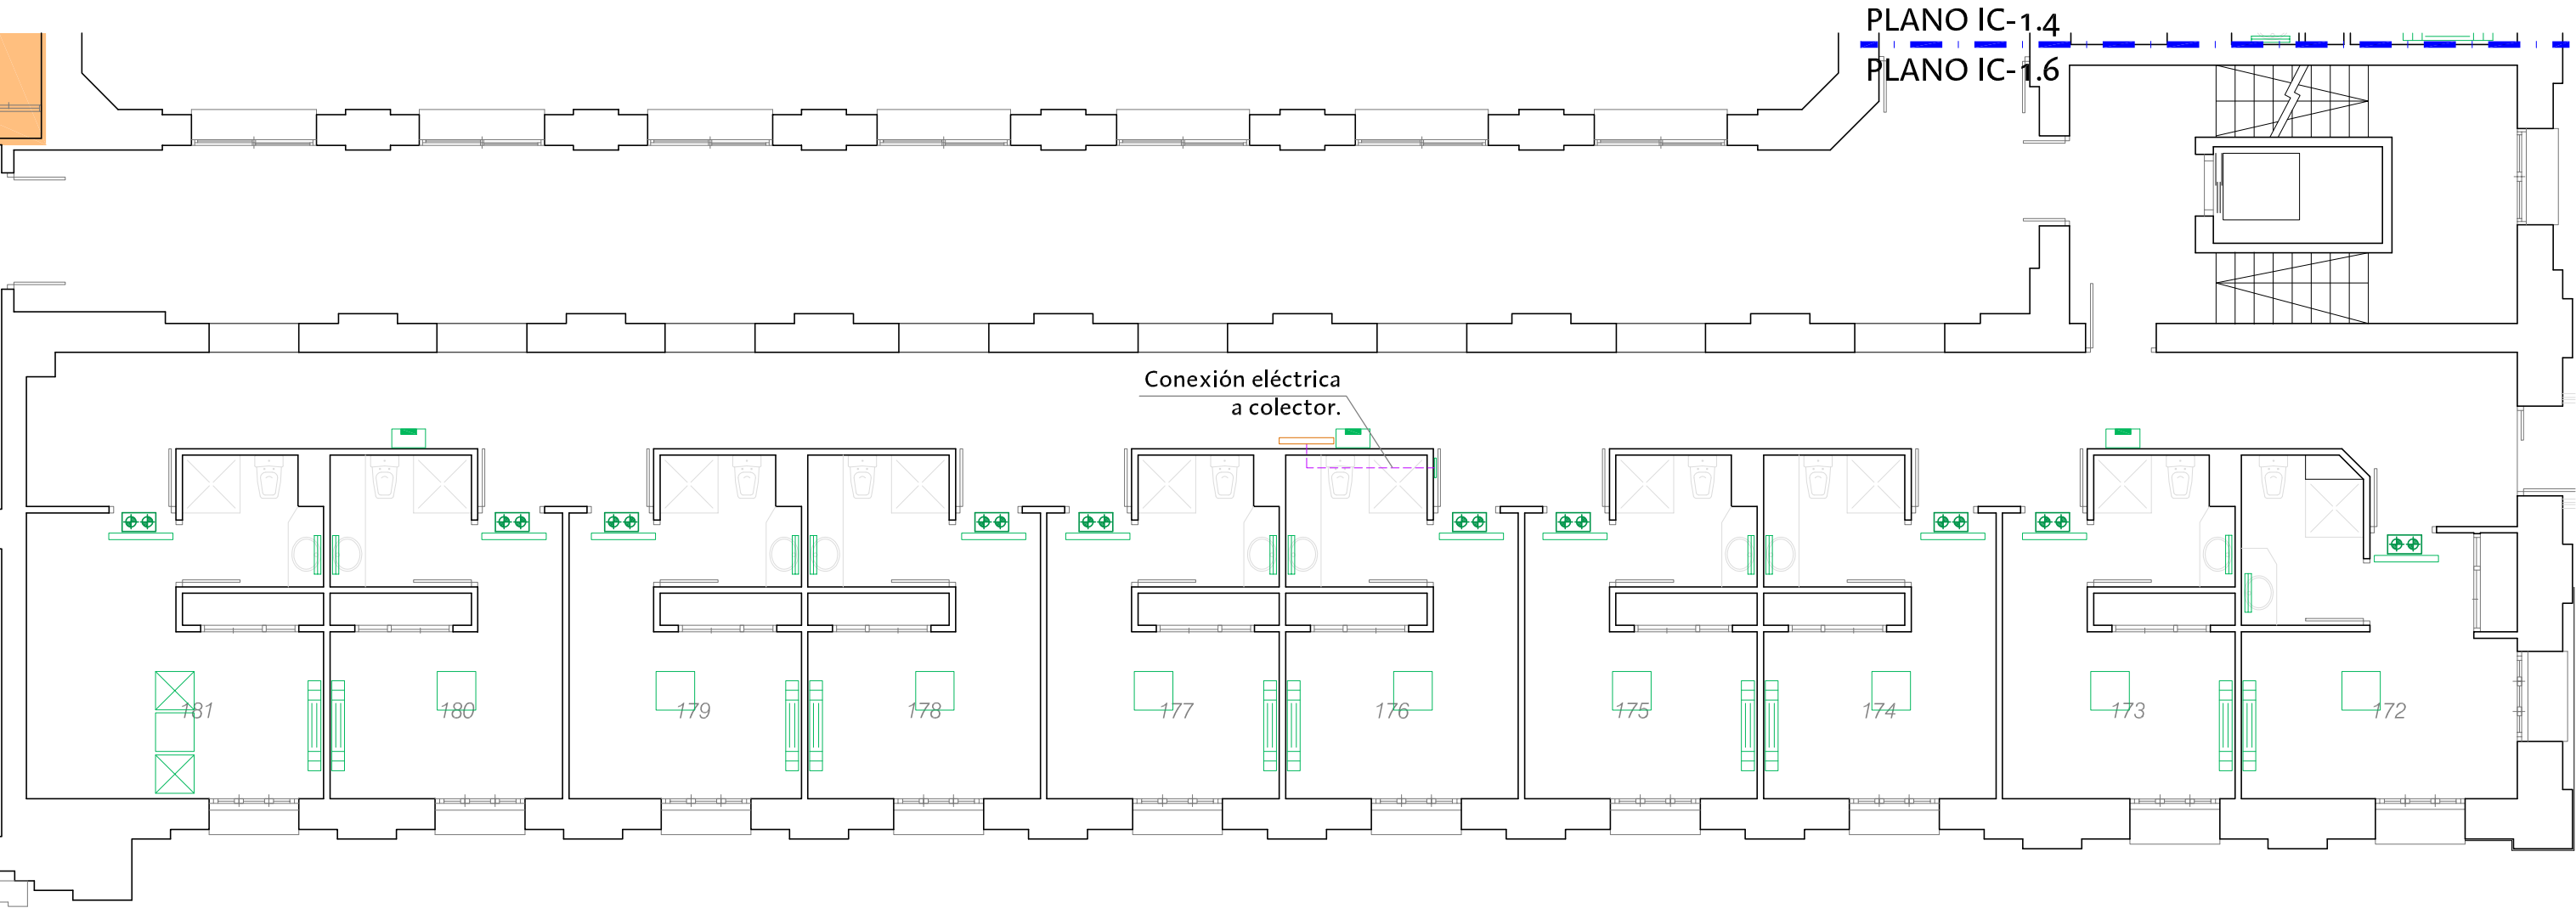 PLANO IC-1.4
PLANO IC-1.6
Conexión eléctrica
a colector.
181
180
179
178
177
176
175
174
173
172